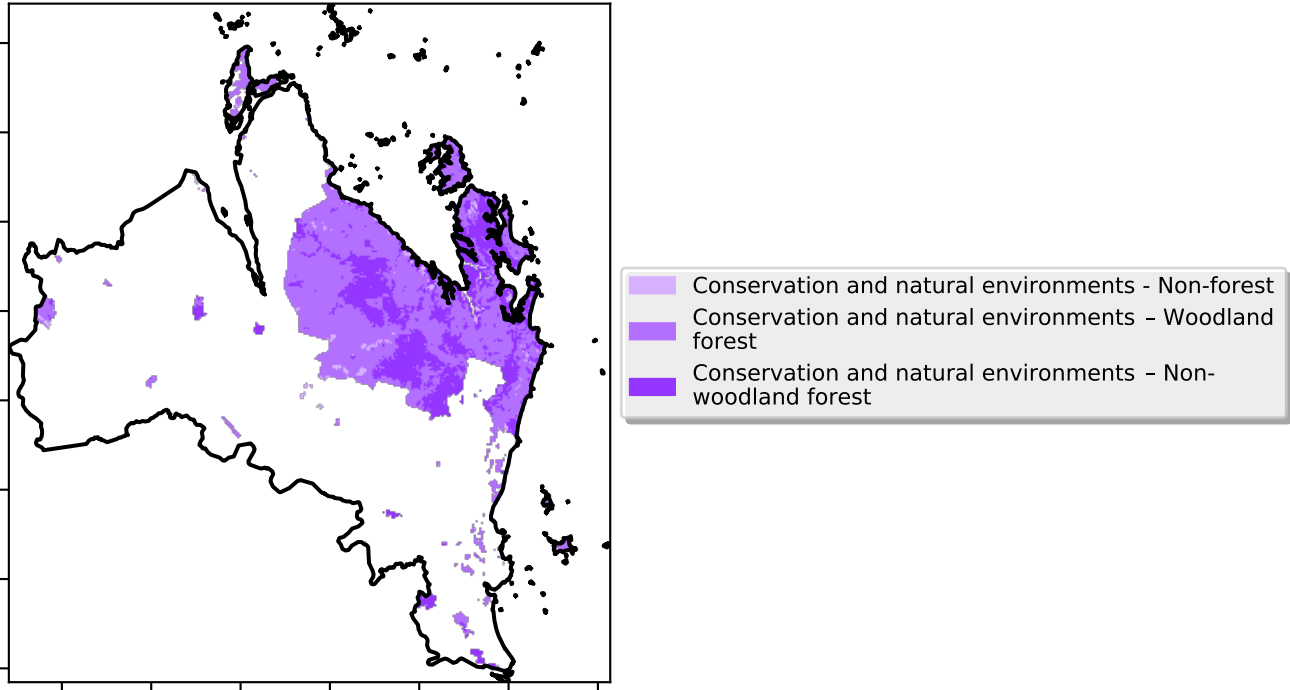 Conservation and natural environments - Non-forest
Conservation and natural environments – Woodland
forest
Conservation and natural environments – Non-
woodland forest